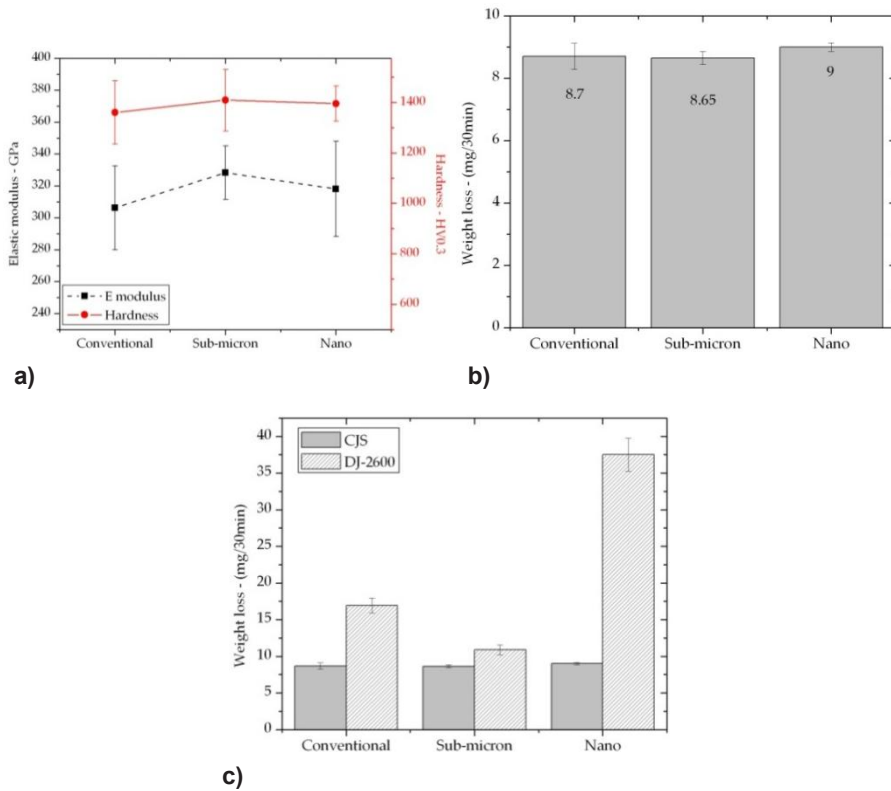 400
380
360
340
320
300
280
260
240
Elastic modulus - GPa
1400
1200
1000
800
600
Hardness - HV0.3
E modulus
Hardness
Conventional Sub-micron Nano
a)
10
8
6
4
2
0
Weight loss - (mg/30min)
8.7 8.65 9
Conventional Sub-micron Nano
b)
40
35
30
25
20
15
10
5
0
Weight loss - (mg/30min)
CJS
DJ-2600
Conventional Sub-micron Nano
c)